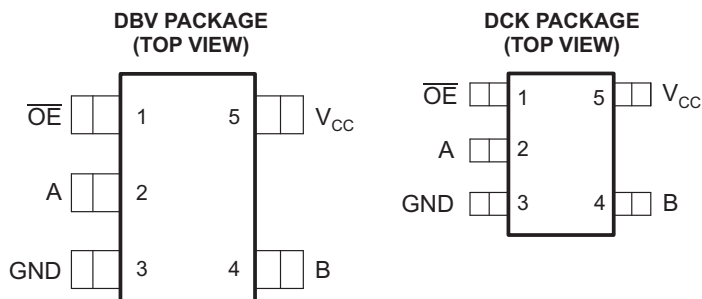 DBV PACKAGE
(TOP VIEW)
OE 1 5 VCC
A 2
GND 3 4 B
DCK PACKAGE
(TOP VIEW)
OE 1 5 VCC
A 2
GND 3 4 B